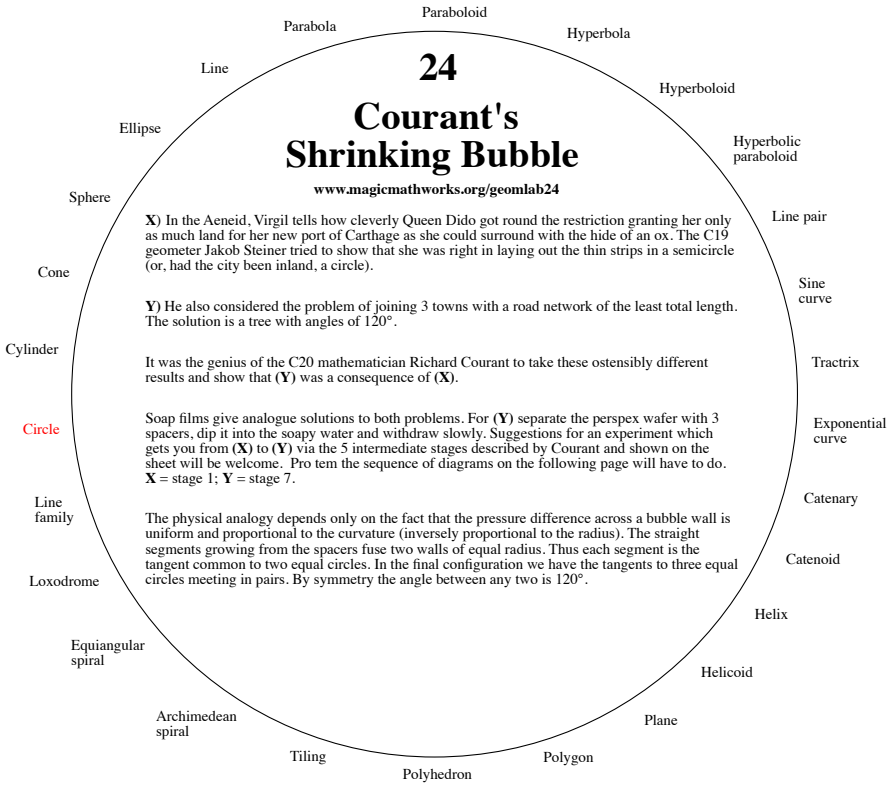 Paraboloid
Parabola
Hyperbola
Line
Hyperboloid
Ellipse
Hyperbolic
paraboloid
Sphere
Line pair
Cone
Sine
curve
Cylinder
Tractrix
Circle
Exponential
curve
Line
family
Catenary
Loxodrome
Catenoid
Equiangular
spiral
Helix
Helicoid
Archimedean
spiral
Plane
Tiling
Polygon
Polyhedron
24
Courant's
Shrinking Bubble
www.magicmathworks.org/geomlab24
X) In the Aeneid, Virgil tells how cleverly Queen Dido got round the restriction granting her only
as much land for her new port of Carthage as she could surround with the hide of an ox. The C19
geometer Jakob Steiner tried to show that she was right in laying out the thin strips in a semicircle
(or, had the city been inland, a circle).
Y) He also considered the problem of joining 3 towns with a road network of the least total length.
The solution is a tree with angles of 120°.
It was the genius of the C20 mathematician Richard Courant to take these ostensibly different
results and show that (Y) was a consequence of (X).
Soap films give analogue solutions to both problems. For (Y) separate the perspex wafer with 3
spacers, dip it into the soapy water and withdraw slowly. Suggestions for an experiment which
gets you from (X) to (Y) via the 5 intermediate stages described by Courant and shown on the
sheet will be welcome.  Pro tem the sequence of diagrams on the following page will have to do.
X = stage 1; Y = stage 7.
The physical analogy depends only on the fact that the pressure difference across a bubble wall is
uniform and proportional to the curvature (inversely proportional to the radius). The straight
segments growing from the spacers fuse two walls of equal radius. Thus each segment is the
tangent common to two equal circles. In the final configuration we have the tangents to three equal
circles meeting in pairs. By symmetry the angle between any two is 120°.